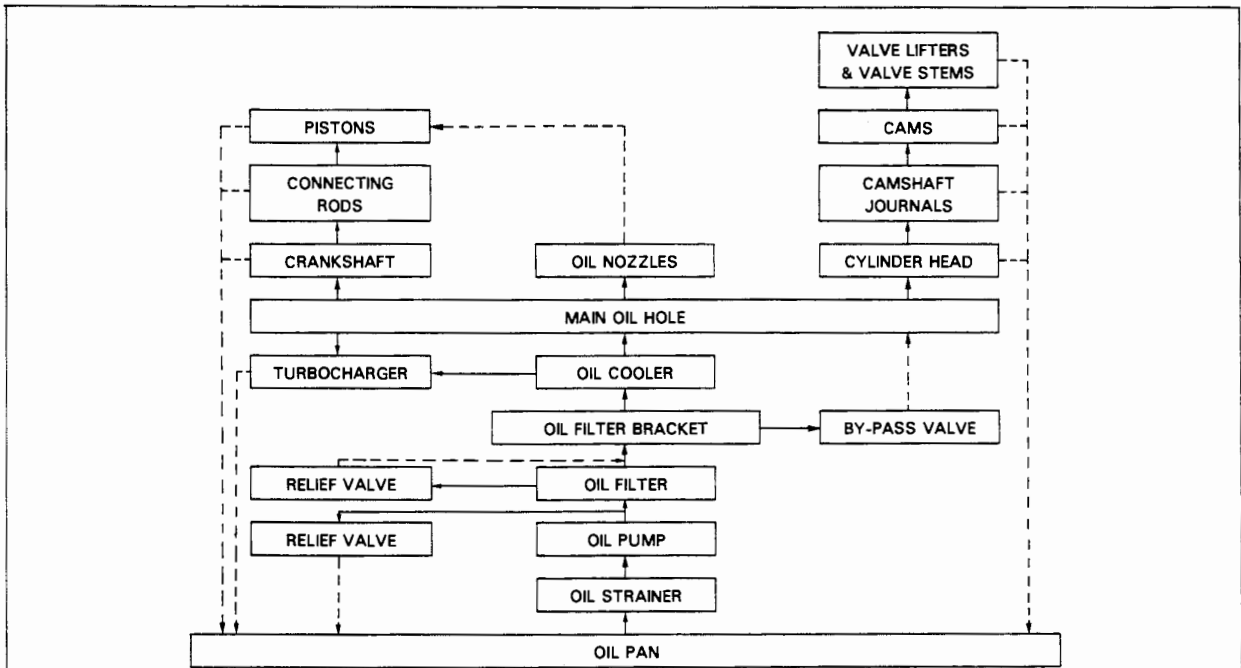 VALVE LIFTERS
& VALVE STEMS
PISTONS
CAMS
CONNECTING
RODS
CAMSHAFT
JOURNALS
CRANKSHAFT
OIL NOZZLES
CYLINDER HEAD
MAIN OIL HOLE
TURBOCHARGER
OIL COOLER
OIL FILTER BRACKET
BY-PASS VALVE
RELIEF VALVE
OIL FILTER
RELIEF VALVE
OIL PUMP
OIL STRAINER
OIL PAN